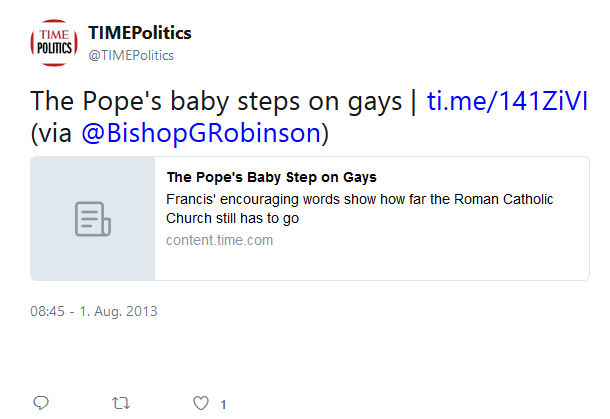 TIME
POLITICS
TIMEPolitics
@TIMEPolitics
The Pope's baby steps on gays | ti.me/141ZiVI
(via @BishopGRobinson)
The Pope's Baby Step on Gays
Francis' encouraging words show how far the Roman Catholic
Church still has to go
content.time.com
08:45 - 1. Aug. 2013
1